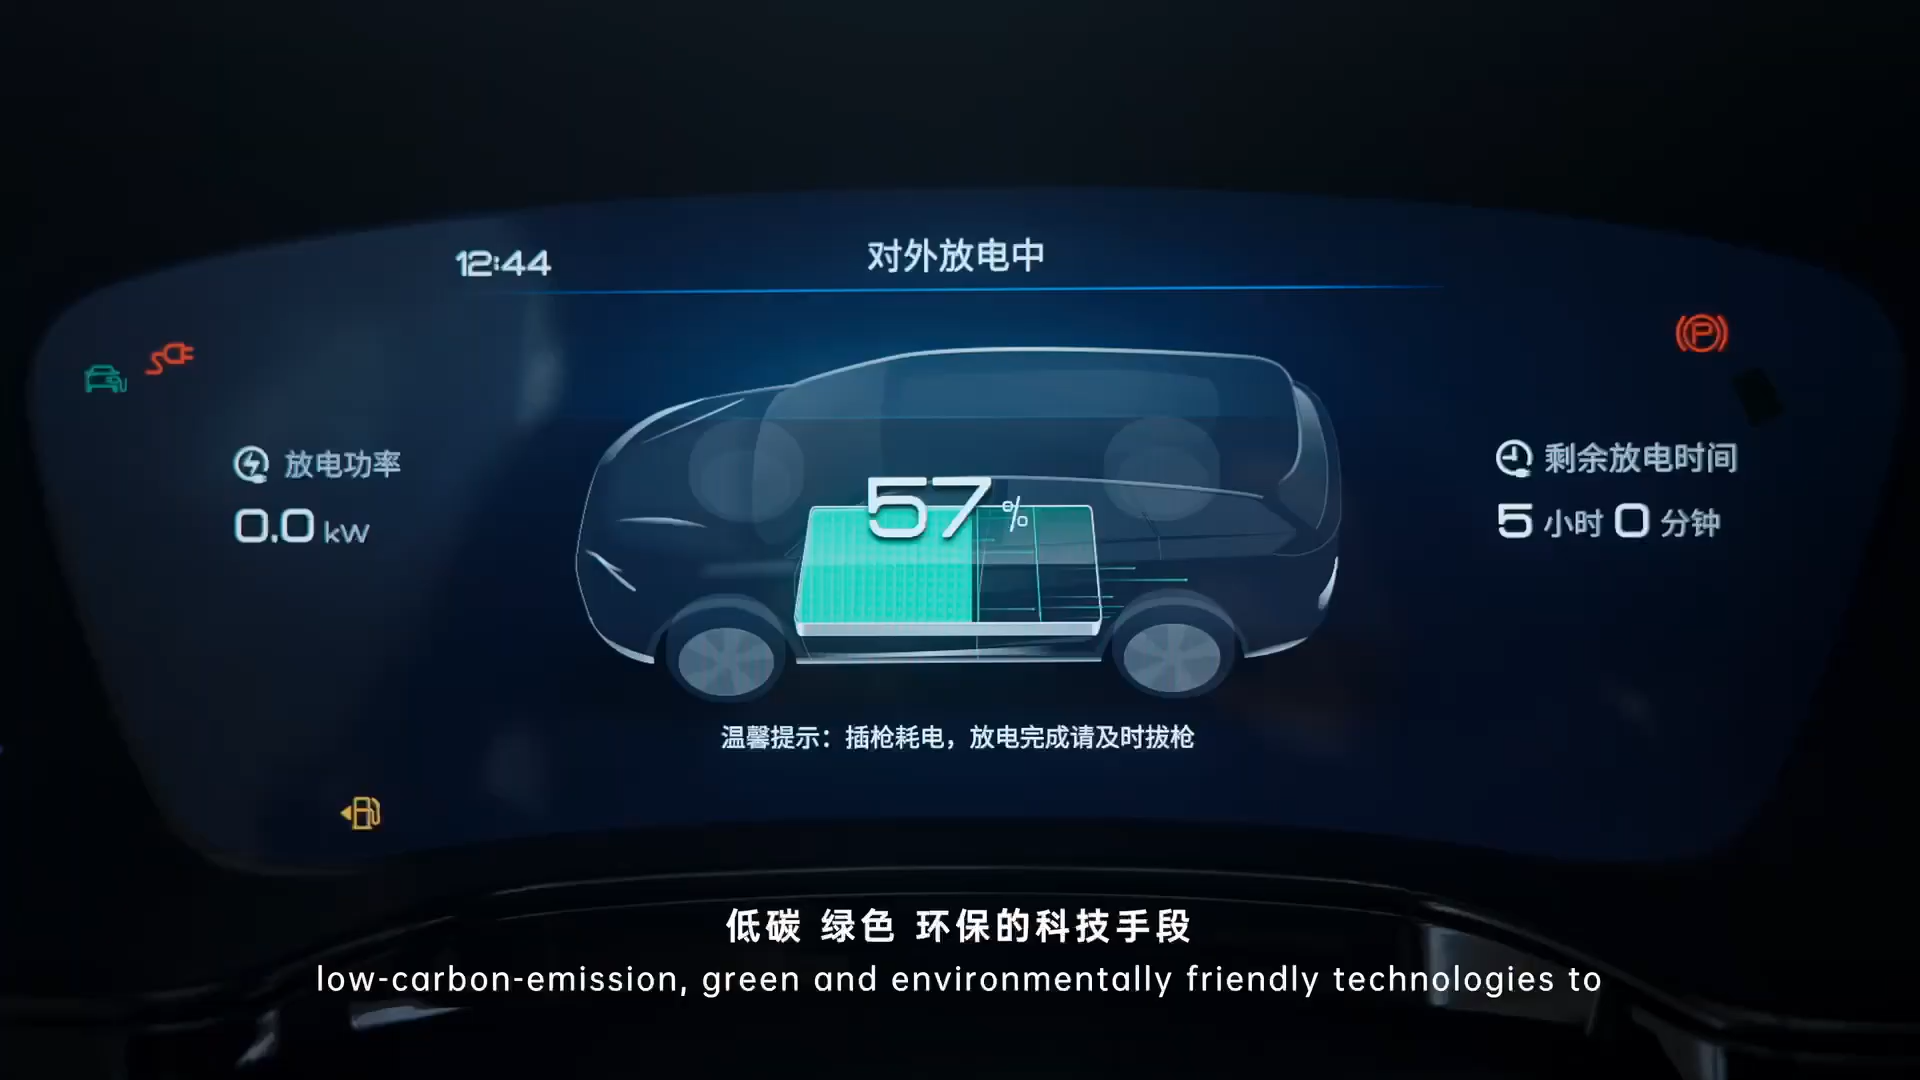 12:44
对外放电中
放电功率
0.0 kW
57%
剩余放电时间
5 小时 0 分钟
温馨提示：插枪耗电，放电完成请及时拔枪
低碳 绿色 环保的科技手段
low-carbon-emission, green and environmentally friendly technologies to